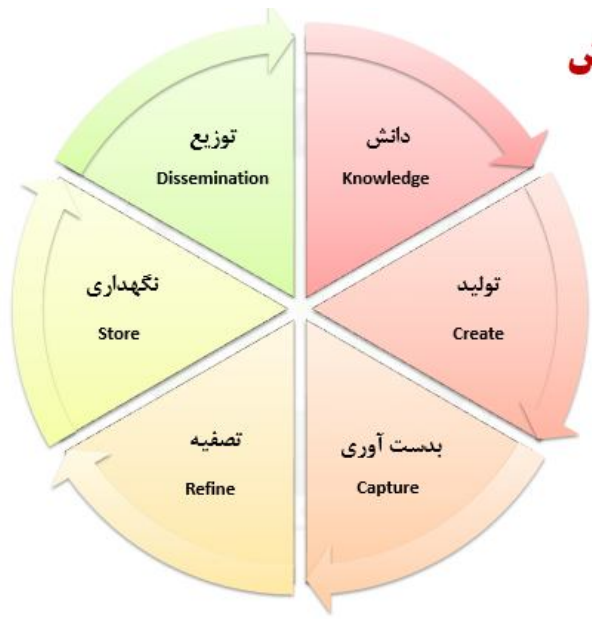 دانش
Knowledge
تولید
Create
بدست آوری
Capture
تصفیه
Refine
نگهداری
Store
توزیع
Dissemination